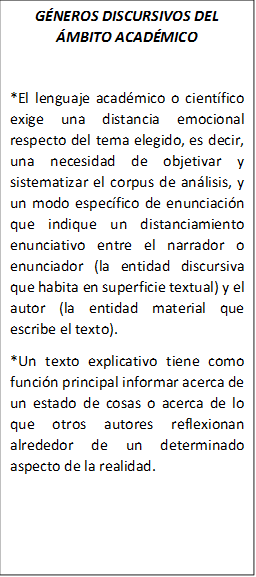 GÉNEROS DISCURSIVOS DEL
ÁMBITO ACADÉMICO
*El lenguaje académico o científico
exige una distancia emocional
respecto del tema elegido, es decir,
una necesidad de objetivar y
sistematizar el corpus de análisis, y
un modo específico de enunciación
que indique un distanciamiento
enunciativo entre el narrador o
enunciador (la entidad discursiva
que habita en superficie textual) y el
autor (la entidad material que
escribe el texto).
*Un texto explicativo tiene como
función principal informar acerca de
un estado de cosas o acerca de lo
que otros autores reflexionan
alrededor de un determinado
aspecto de la realidad.